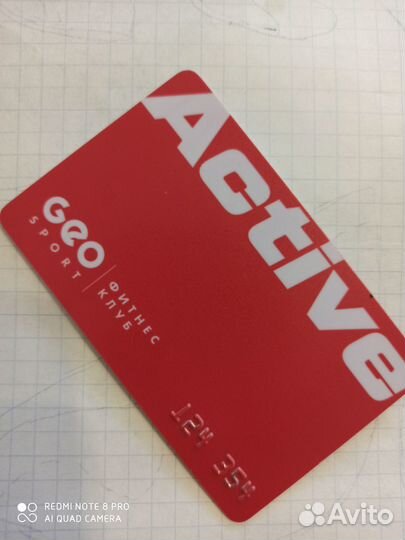 Active
GEO
SPORT
ФИТНЕС
КЛУБ
124 354
REDMI NOTE 8 PRO
AI QUAD CAMERA
Avito